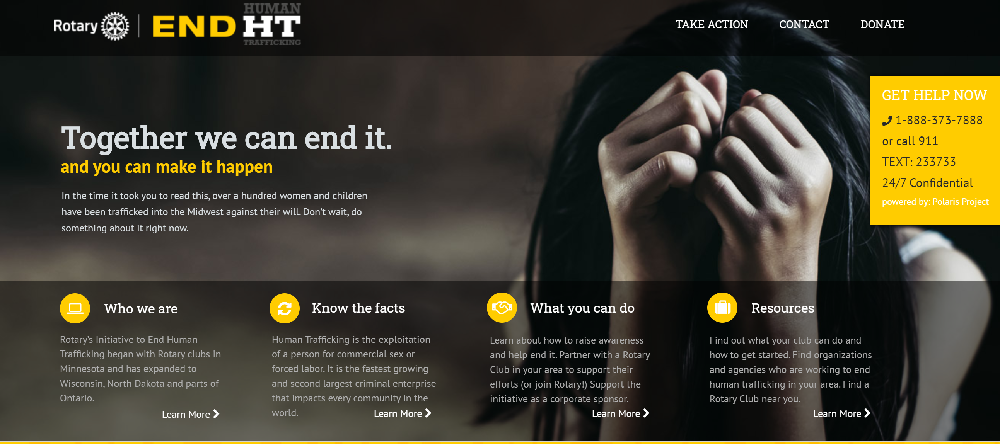 Rotary
END HUMAN
HT
TRAFFICKING
TAKE ACTION
CONTACT
DONATE
GET HELP NOW
1-888-373-7888
or call 911
TEXT: 233733
24/7 Confidential
powered by: Polaris Project
Together we can end it.
and you can make it happen
In the time it took you to read this, over a hundred women and children
have been trafficked into the Midwest against their will. Don’t wait, do
something about it right now.
Who we are
Rotary’s Initiative to End Human
Trafficking began with Rotary clubs in
Minnesota and has expanded to
Wisconsin, North Dakota and parts of
Ontario.
Learn More
Know the facts
Human Trafficking is the exploitation
of a person for commercial sex or
forced labor. It is the fastest growing
and second largest criminal enterprise
that impacts every community in the
world.
Learn More
What you can do
Learn about how to raise awareness
and help end it. Partner with a Rotary
Club in your area to support their
efforts (or join Rotary!) Support the
initiative as a corporate sponsor.
Learn More
Resources
Find out what your club can do and
how to get started. Find organizations
and agencies who are working to end
human trafficking in your area. Find a
Rotary Club near you.
Learn More